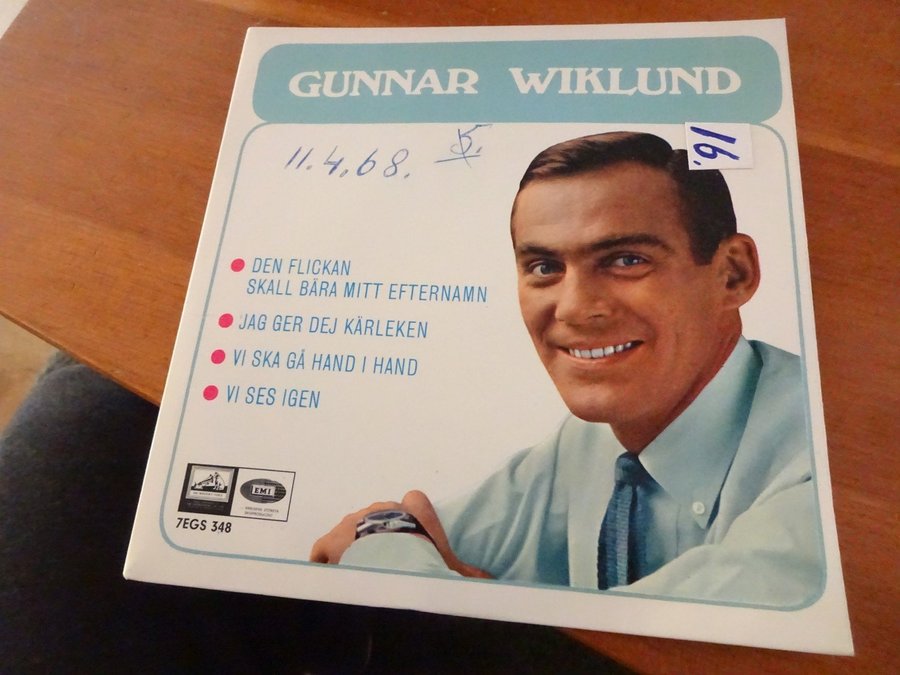 GUNNAR WIKLUND
11.4.68. 5.
16.
DEN FLICKAN
SKALL BÄRA MITT EFTERNAMN
JAG GER DEJ KÄRLEKEN
VI SKA GÅ HAND I HAND
VI SES IGEN
EMI
7EGS 348